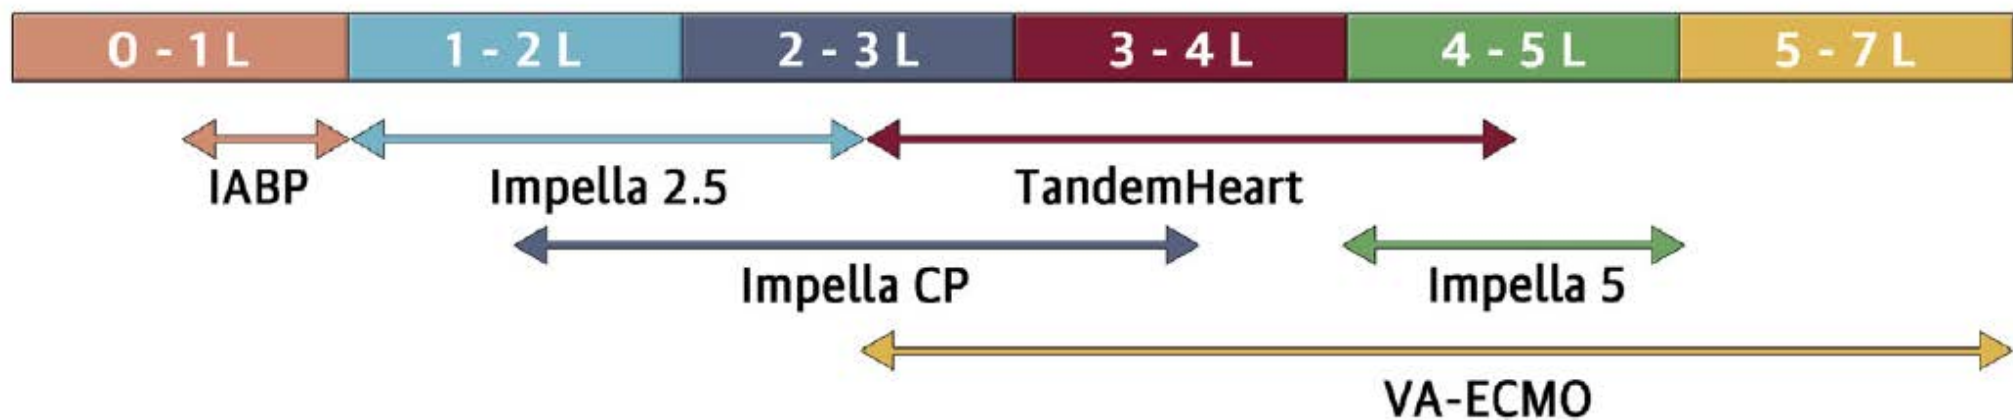 0 - 1 L 1 - 2 L 2 - 3 L 3 - 4 L 4 - 5 L 5 - 7 L
IABP Impella 2.5 TandemHeart
Impella CP Impella 5
VA-ECMO